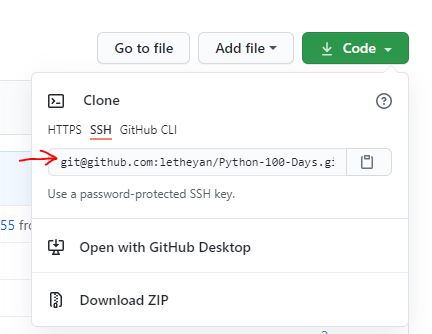 Go to file Add file Code
Clone
HTTPS SSH GitHub CLI
git@github.com:letheyan/Python-100-Days.gi
Use a password-protected SSH key.
55 fro
Open with GitHub Desktop
Download ZIP